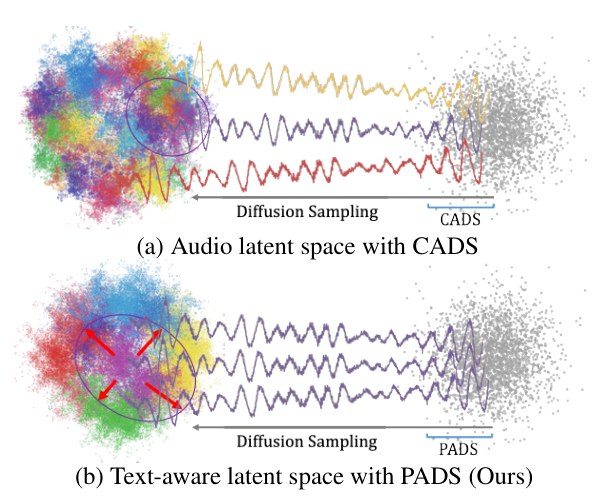 Diffusion Sampling
CADS
(a) Audio latent space with CADS
Diffusion Sampling
PADS
(b) Text-aware latent space with PADS (Ours)